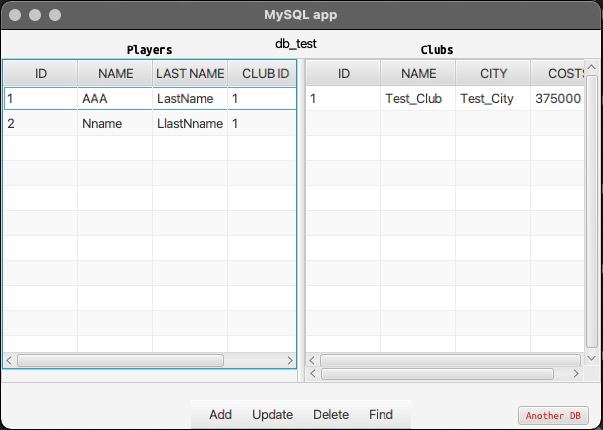 MySQL app
db_test
Players
Clubs
ID NAME LAST NAME CLUB ID
1 AAA LastName 1
2 Nname LlastNname 1
ID NAME CITY COSTS
1 Test_Club Test_City 375000
Add Update Delete Find
Another DB